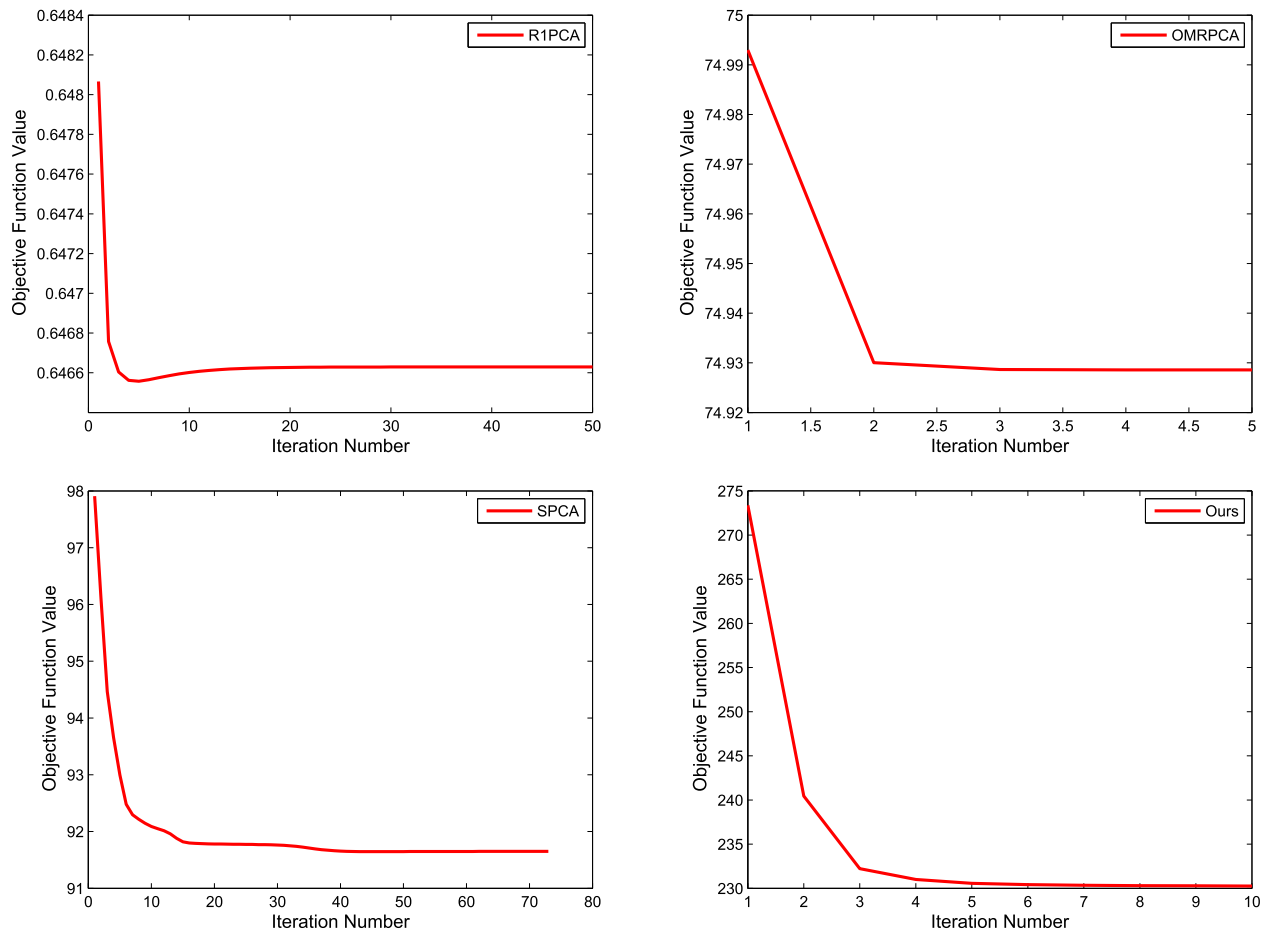 0.6484
0.6482
0.648
0.6478
0.6476
0.6474
0.6472
0.647
0.6468
0.6466
Objective Function Value
R1PCA
0 10 20 30 40 50
Iteration Number
75
74.99
74.98
74.97
74.96
74.95
74.94
74.93
74.92
Objective Function Value
OMRPCA
1 1.5 2 2.5 3 3.5 4 4.5 5
Iteration Number
98
97
96
95
94
93
92
91
Objective Function Value
SPCA
0 10 20 30 40 50 60 70 80
Iteration Number
275
270
265
260
255
250
245
240
235
230
Objective Function Value
Ours
1 2 3 4 5 6 7 8 9 10
Iteration Number